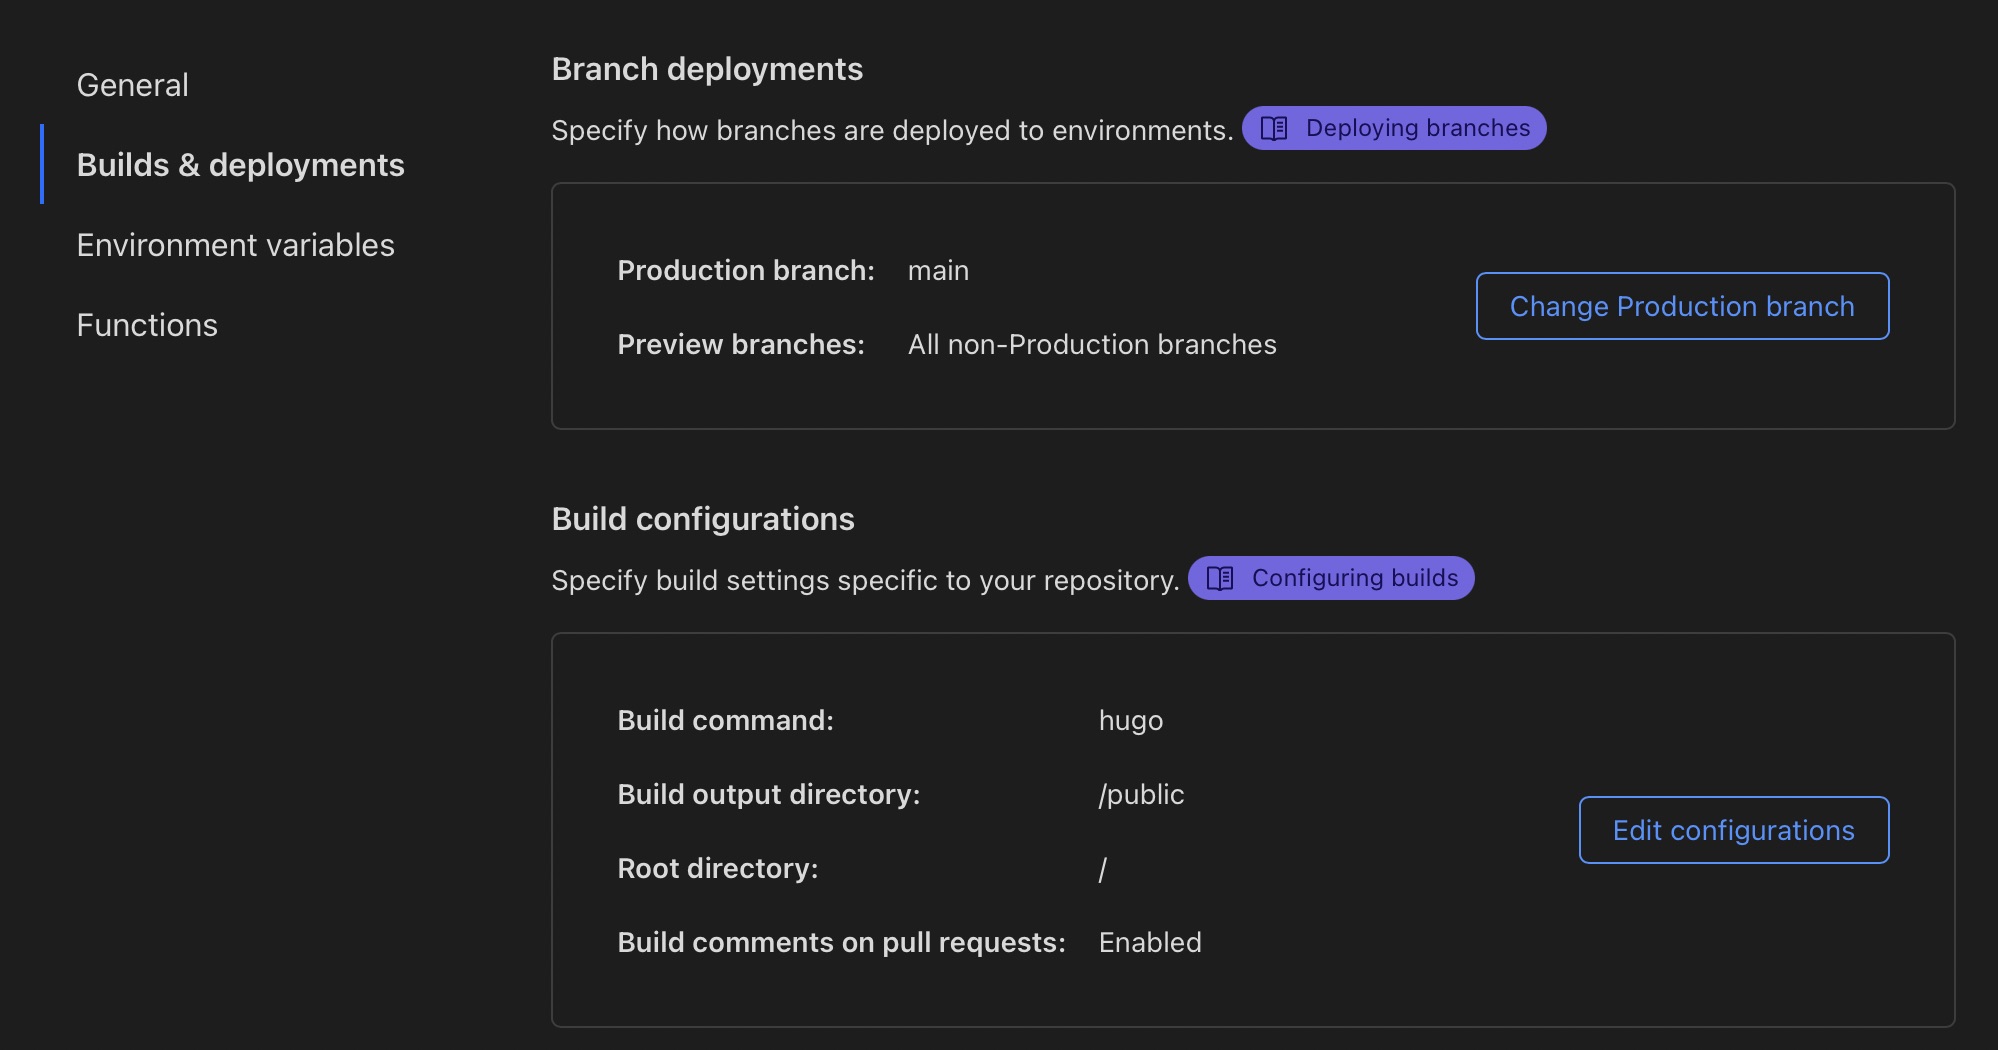 General
Builds & deployments
Environment variables
Functions
Branch deployments
Specify how branches are deployed to environments. Deploying branches
Production branch: main
Preview branches: All non-Production branches
Change Production branch
Build configurations
Specify build settings specific to your repository. Configuring builds
Build command: hugo
Build output directory: /public
Root directory: /
Build comments on pull requests: Enabled
Edit configurations